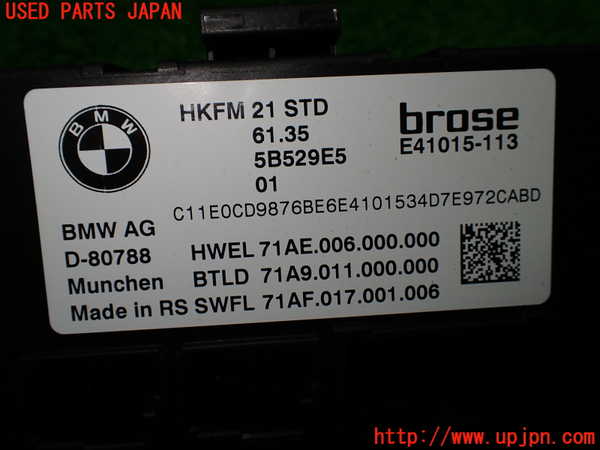 USED PARTS JAPAN
BMW
HKFM 21 STD
61.35
5B529E5
01
brose
E41015-113
C11E0CD9876BE6E4101534D7E972CABD
BMW AG
D-80788
Munchen
Made in RS
HWEL 71AE.006.000.000
BTLD 71A9.011.000.000
SWFL 71AF.017.001.006
http://www.upjpn.com/